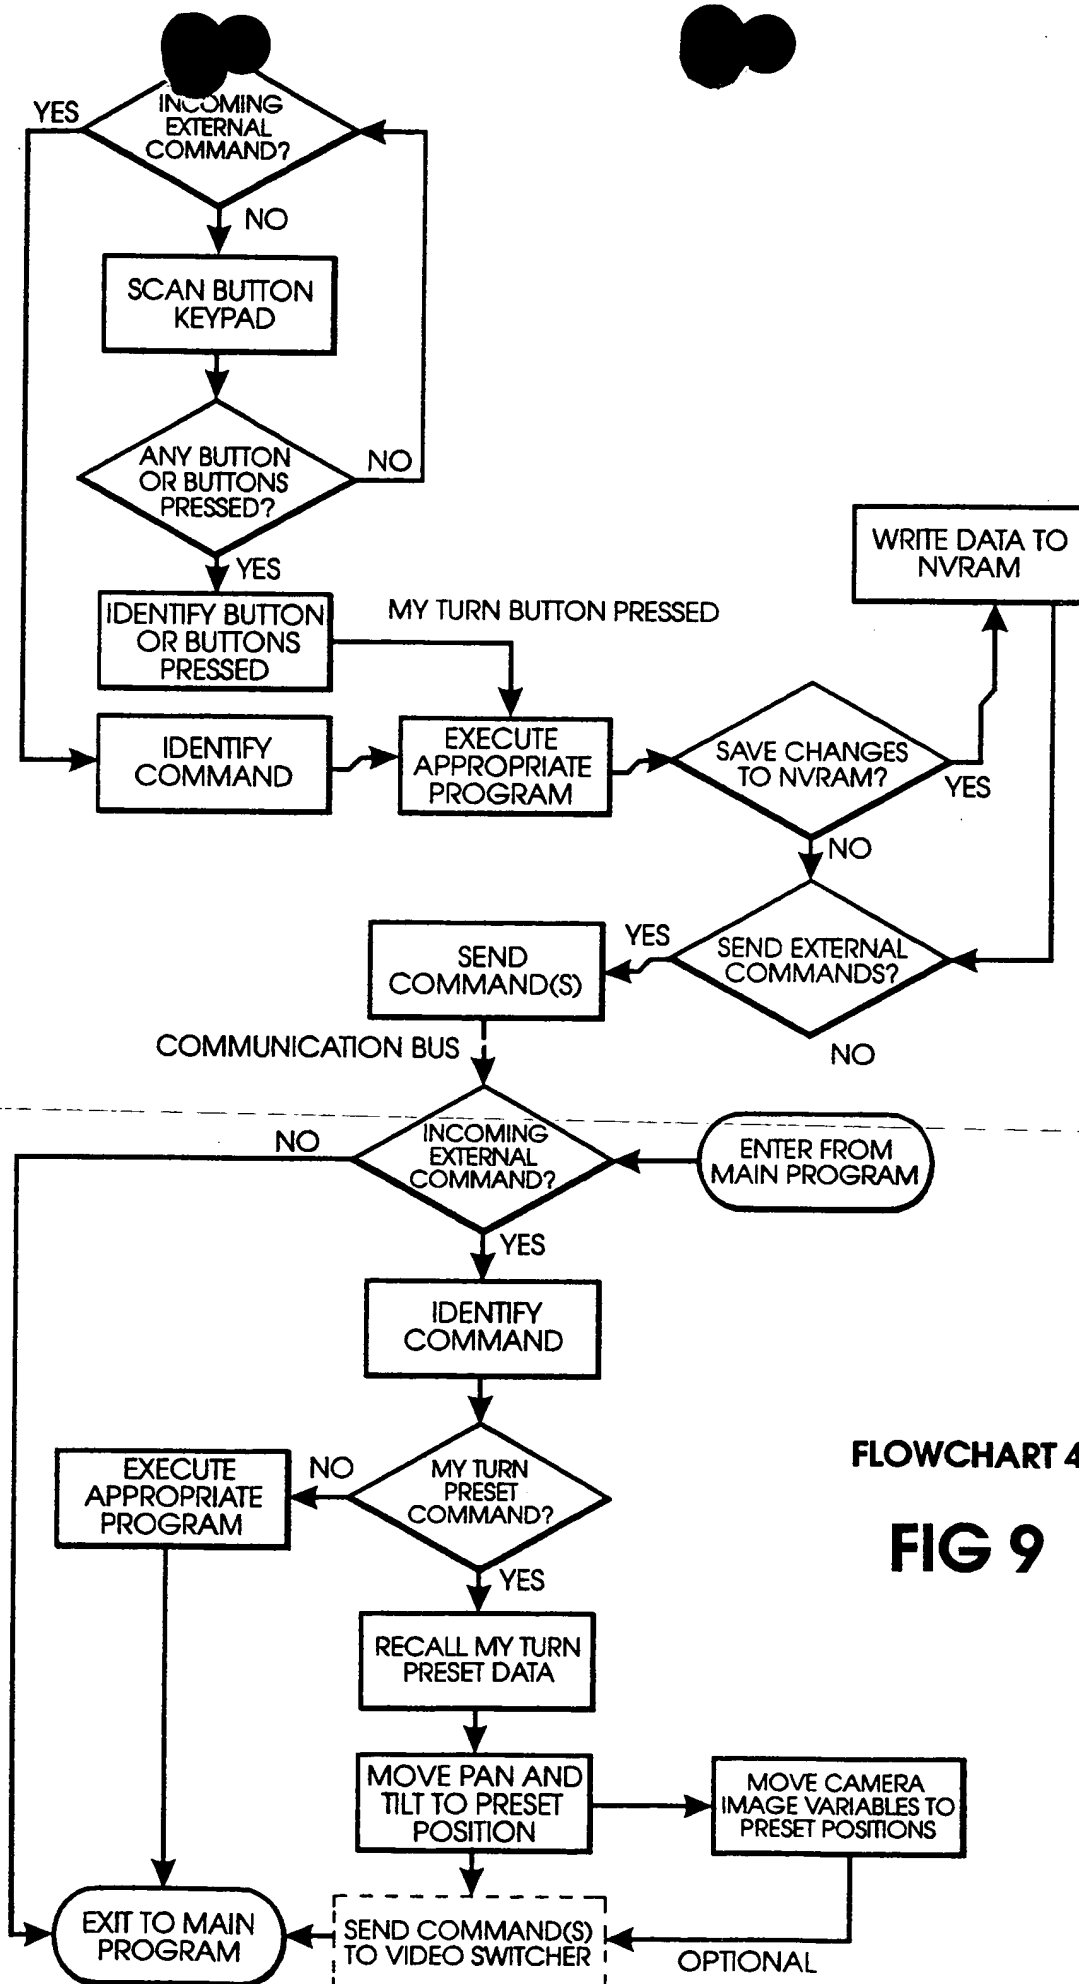 YES
INCOMING
EXTERNAL
COMMAND?
NO
SCAN BUTTON
KEYPAD
ANY BUTTON
OR BUTTONS
PRESSED?
NO
YES
IDENTIFY BUTTON
OR BUTTONS
PRESSED
MY TURN BUTTON PRESSED
WRITE DATA TO
NVRAM
IDENTIFY
COMMAND
EXECUTE
APPROPRIATE
PROGRAM
SAVE CHANGES
TO NVRAM?
YES
NO
SEND
COMMAND(S)
YES
SEND EXTERNAL
COMMANDS?
NO
COMMUNICATION BUS
NO
INCOMING
EXTERNAL
COMMAND?
ENTER FROM
MAIN PROGRAM
YES
IDENTIFY
COMMAND
EXECUTE
APPROPRIATE
PROGRAM
NO
MY TURN
PRESET
COMMAND?
FLOWCHART 4
FIG 9
YES
RECALL MY TURN
PRESET DATA
MOVE PAN AND
TILT TO PRESET
POSITION
MOVE CAMERA
IMAGE VARIABLES TO
PRESET POSITIONS
EXIT TO MAIN
PROGRAM
SEND COMMAND(S)
TO VIDEO SWITCHER
OPTIONAL